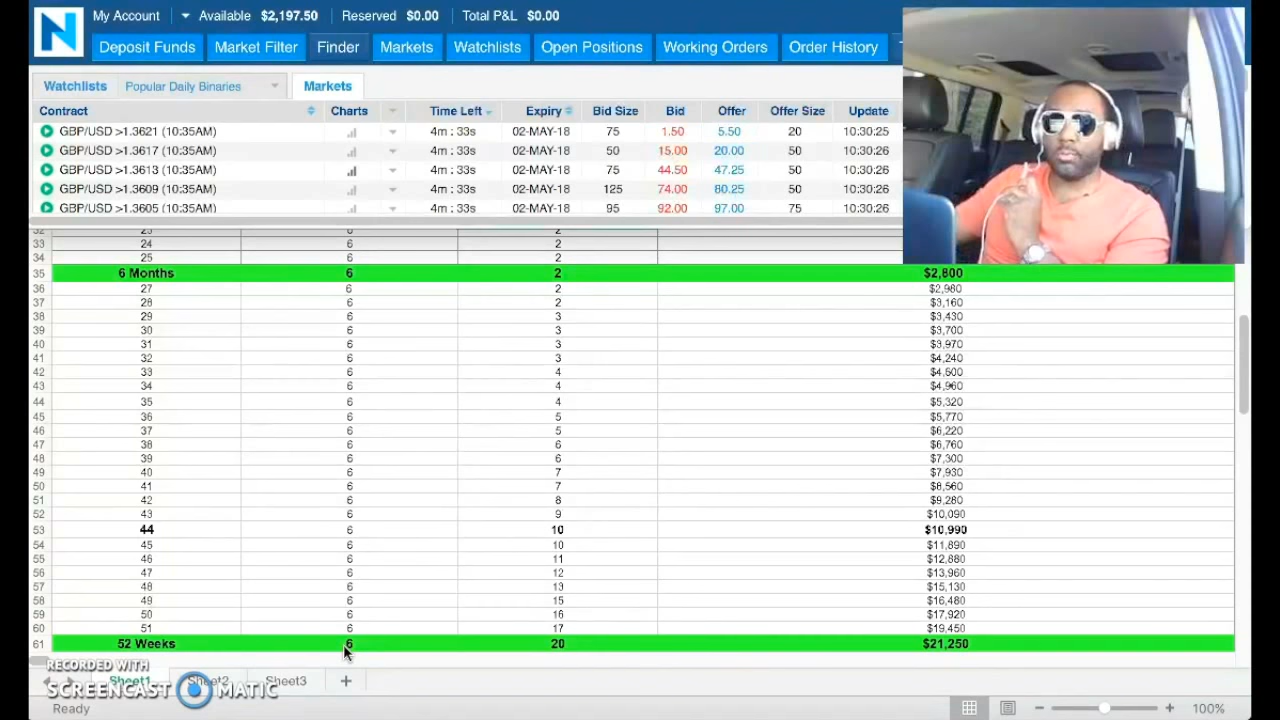 My Account Available $2,197.50 Reserved $0.00 Total P&L $0.00
N
Deposit Funds Market Filter Finder Markets Watchlists Open Positions Working Orders Order History
Watchlists Popular Daily Binaries Markets
Contract Charts Time Left Expiry Bid Size Bid Offer Offer Size Update
GBP/USD >1.3621 (10:35AM) 4m : 33s 02-MAY-18 75 1.50 5.50 20 10:30:25
GBP/USD >1.3617 (10:35AM) 4m : 33s 02-MAY-18 50 15.00 20.00 50 10:30:26
GBP/USD >1.3613 (10:35AM) 4m : 33s 02-MAY-18 75 44.50 47.25 50 10:30:26
GBP/USD >1.3609 (10:35AM) 4m : 33s 02-MAY-18 125 74.00 80.25 50 10:30:26
GBP/USD >1.3605 (10:35AM) 4m : 33s 02-MAY-18 95 92.00 97.00 75 10:30:26
33 24 6 2
34 25 6 2
35 6 Months 6 2 $2,800
36 27 6 2 $2,980
37 28 6 2 $3,160
38 29 6 3 $3,430
39 30 6 3 $3,700
40 31 6 3 $3,970
41 32 6 3 $4,240
42 33 6 4 $4,600
43 34 6 4 $4,960
44 35 6 4 $5,320
45 36 6 5 $5,770
46 37 6 5 $6,220
47 38 6 6 $6,760
48 39 6 6 $7,300
49 40 6 7 $7,930
50 41 6 7 $8,560
51 42 6 8 $9,280
52 43 6 9 $10,090
53 44 6 10 $10,990
54 45 6 10 $11,890
55 46 6 11 $12,880
56 47 6 12 $13,960
57 48 6 13 $15,130
58 49 6 15 $16,480
59 50 6 16 $17,920
60 51 6 17 $19,450
61 52 Weeks 6 20 $21,250
RECORDED WITH
SCREENCAST MATIC
Sheet1 Sheet2 Sheet3 +
Ready 100%